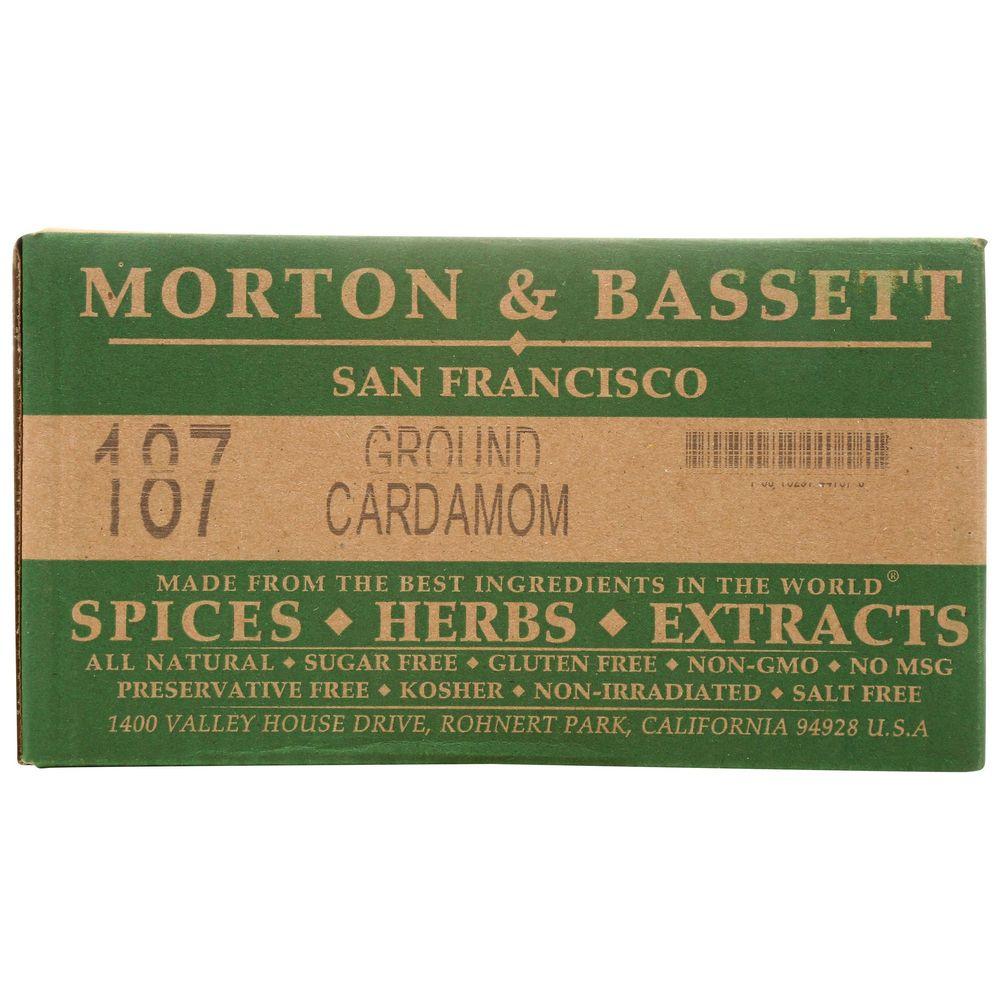 MORTON & BASSETT
SAN FRANCISCO
187 GROUND
CARDAMOM
MADE FROM THE BEST INGREDIENTS IN THE WORLD®
SPICES ◆ HERBS ◆ EXTRACTS
ALL NATURAL ◆ SUGAR FREE ◆ GLUTEN FREE ◆ NON-GMO ◆ NO MSG
PRESERVATIVE FREE ◆ KOSHER ◆ NON-IRRADIATED ◆ SALT FREE
1400 VALLEY HOUSE DRIVE, ROHNERT PARK, CALIFORNIA 94928 U.S.A